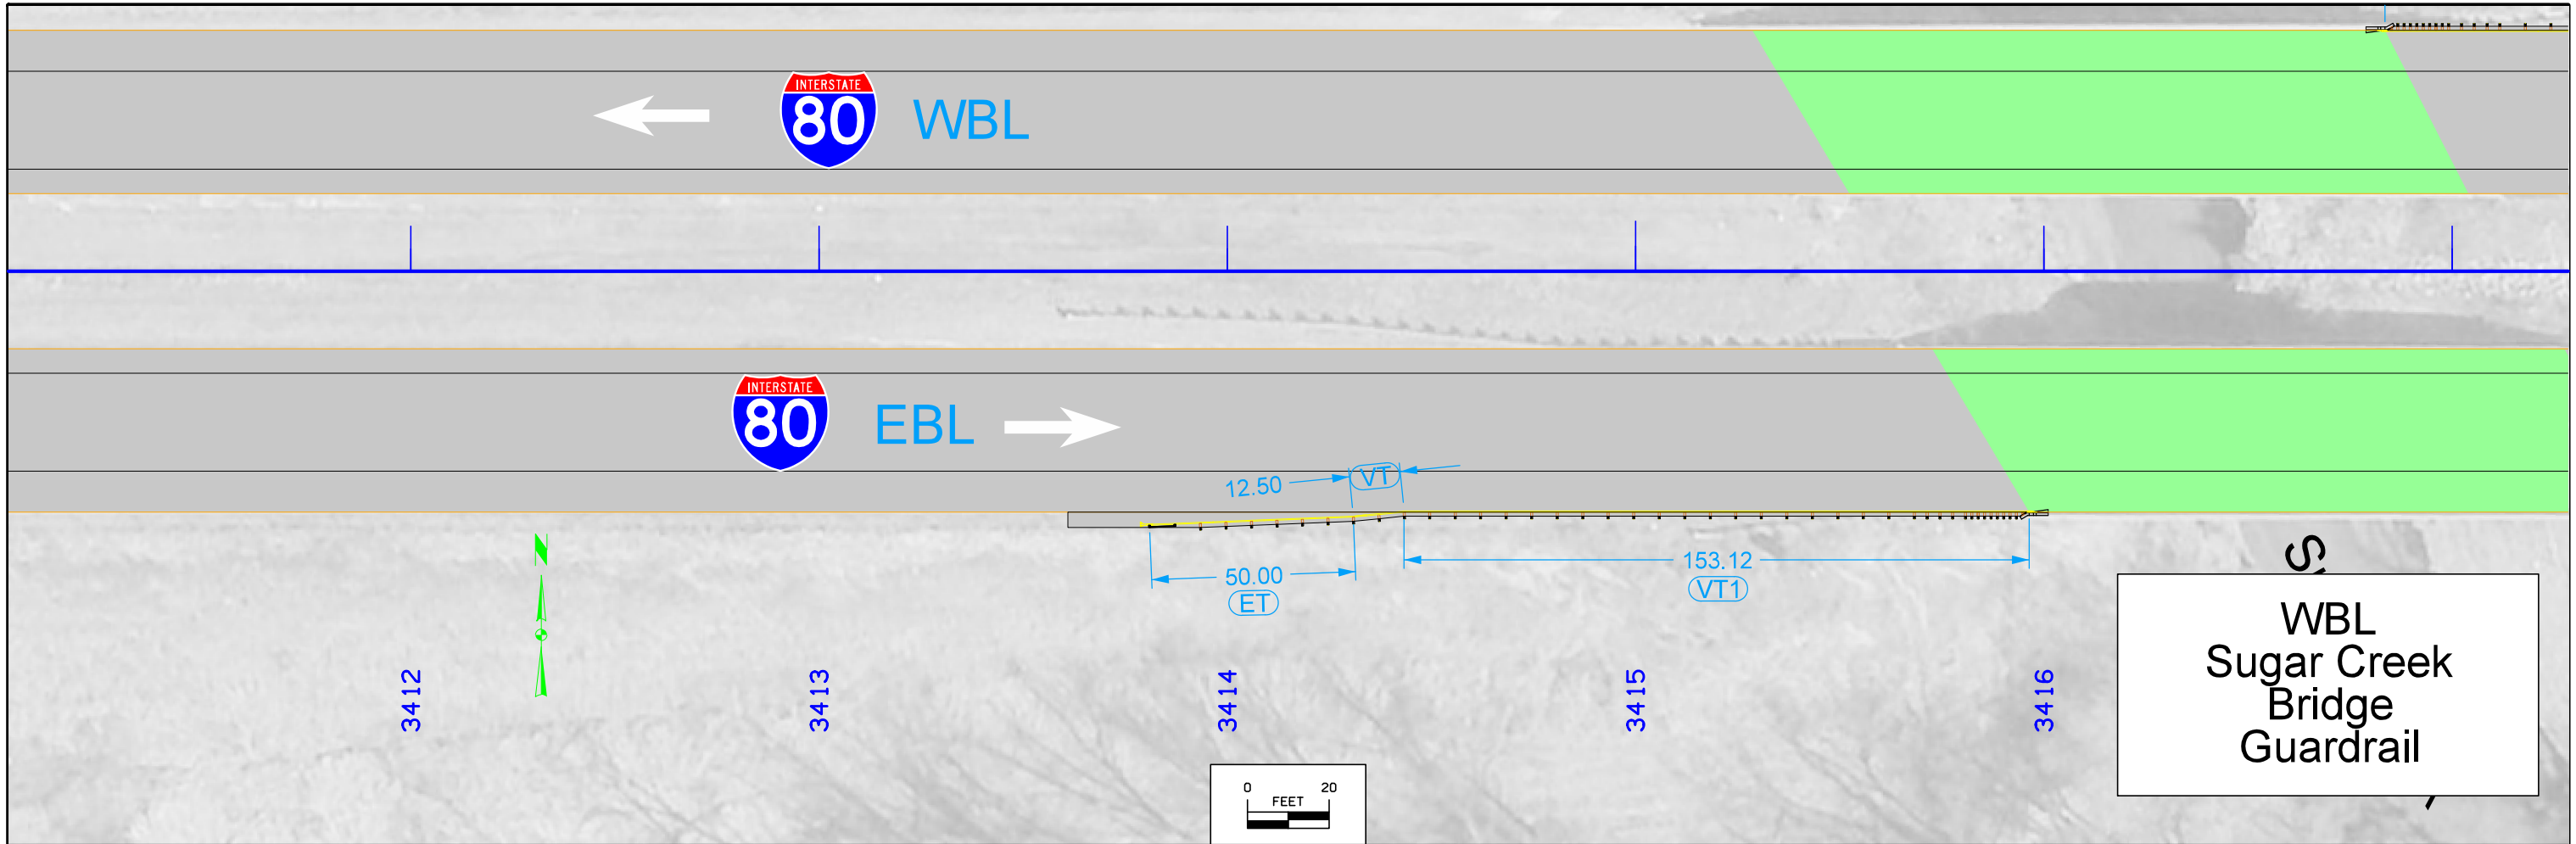 INTERSTATE
80 WBL
INTERSTATE
80 EBL
12.50 VT
50.00
ET
153.12
VT1
N
3412
3413
3414
3415
3416
WBL
Sugar Creek
Bridge
Guardrail
0 20
FEET